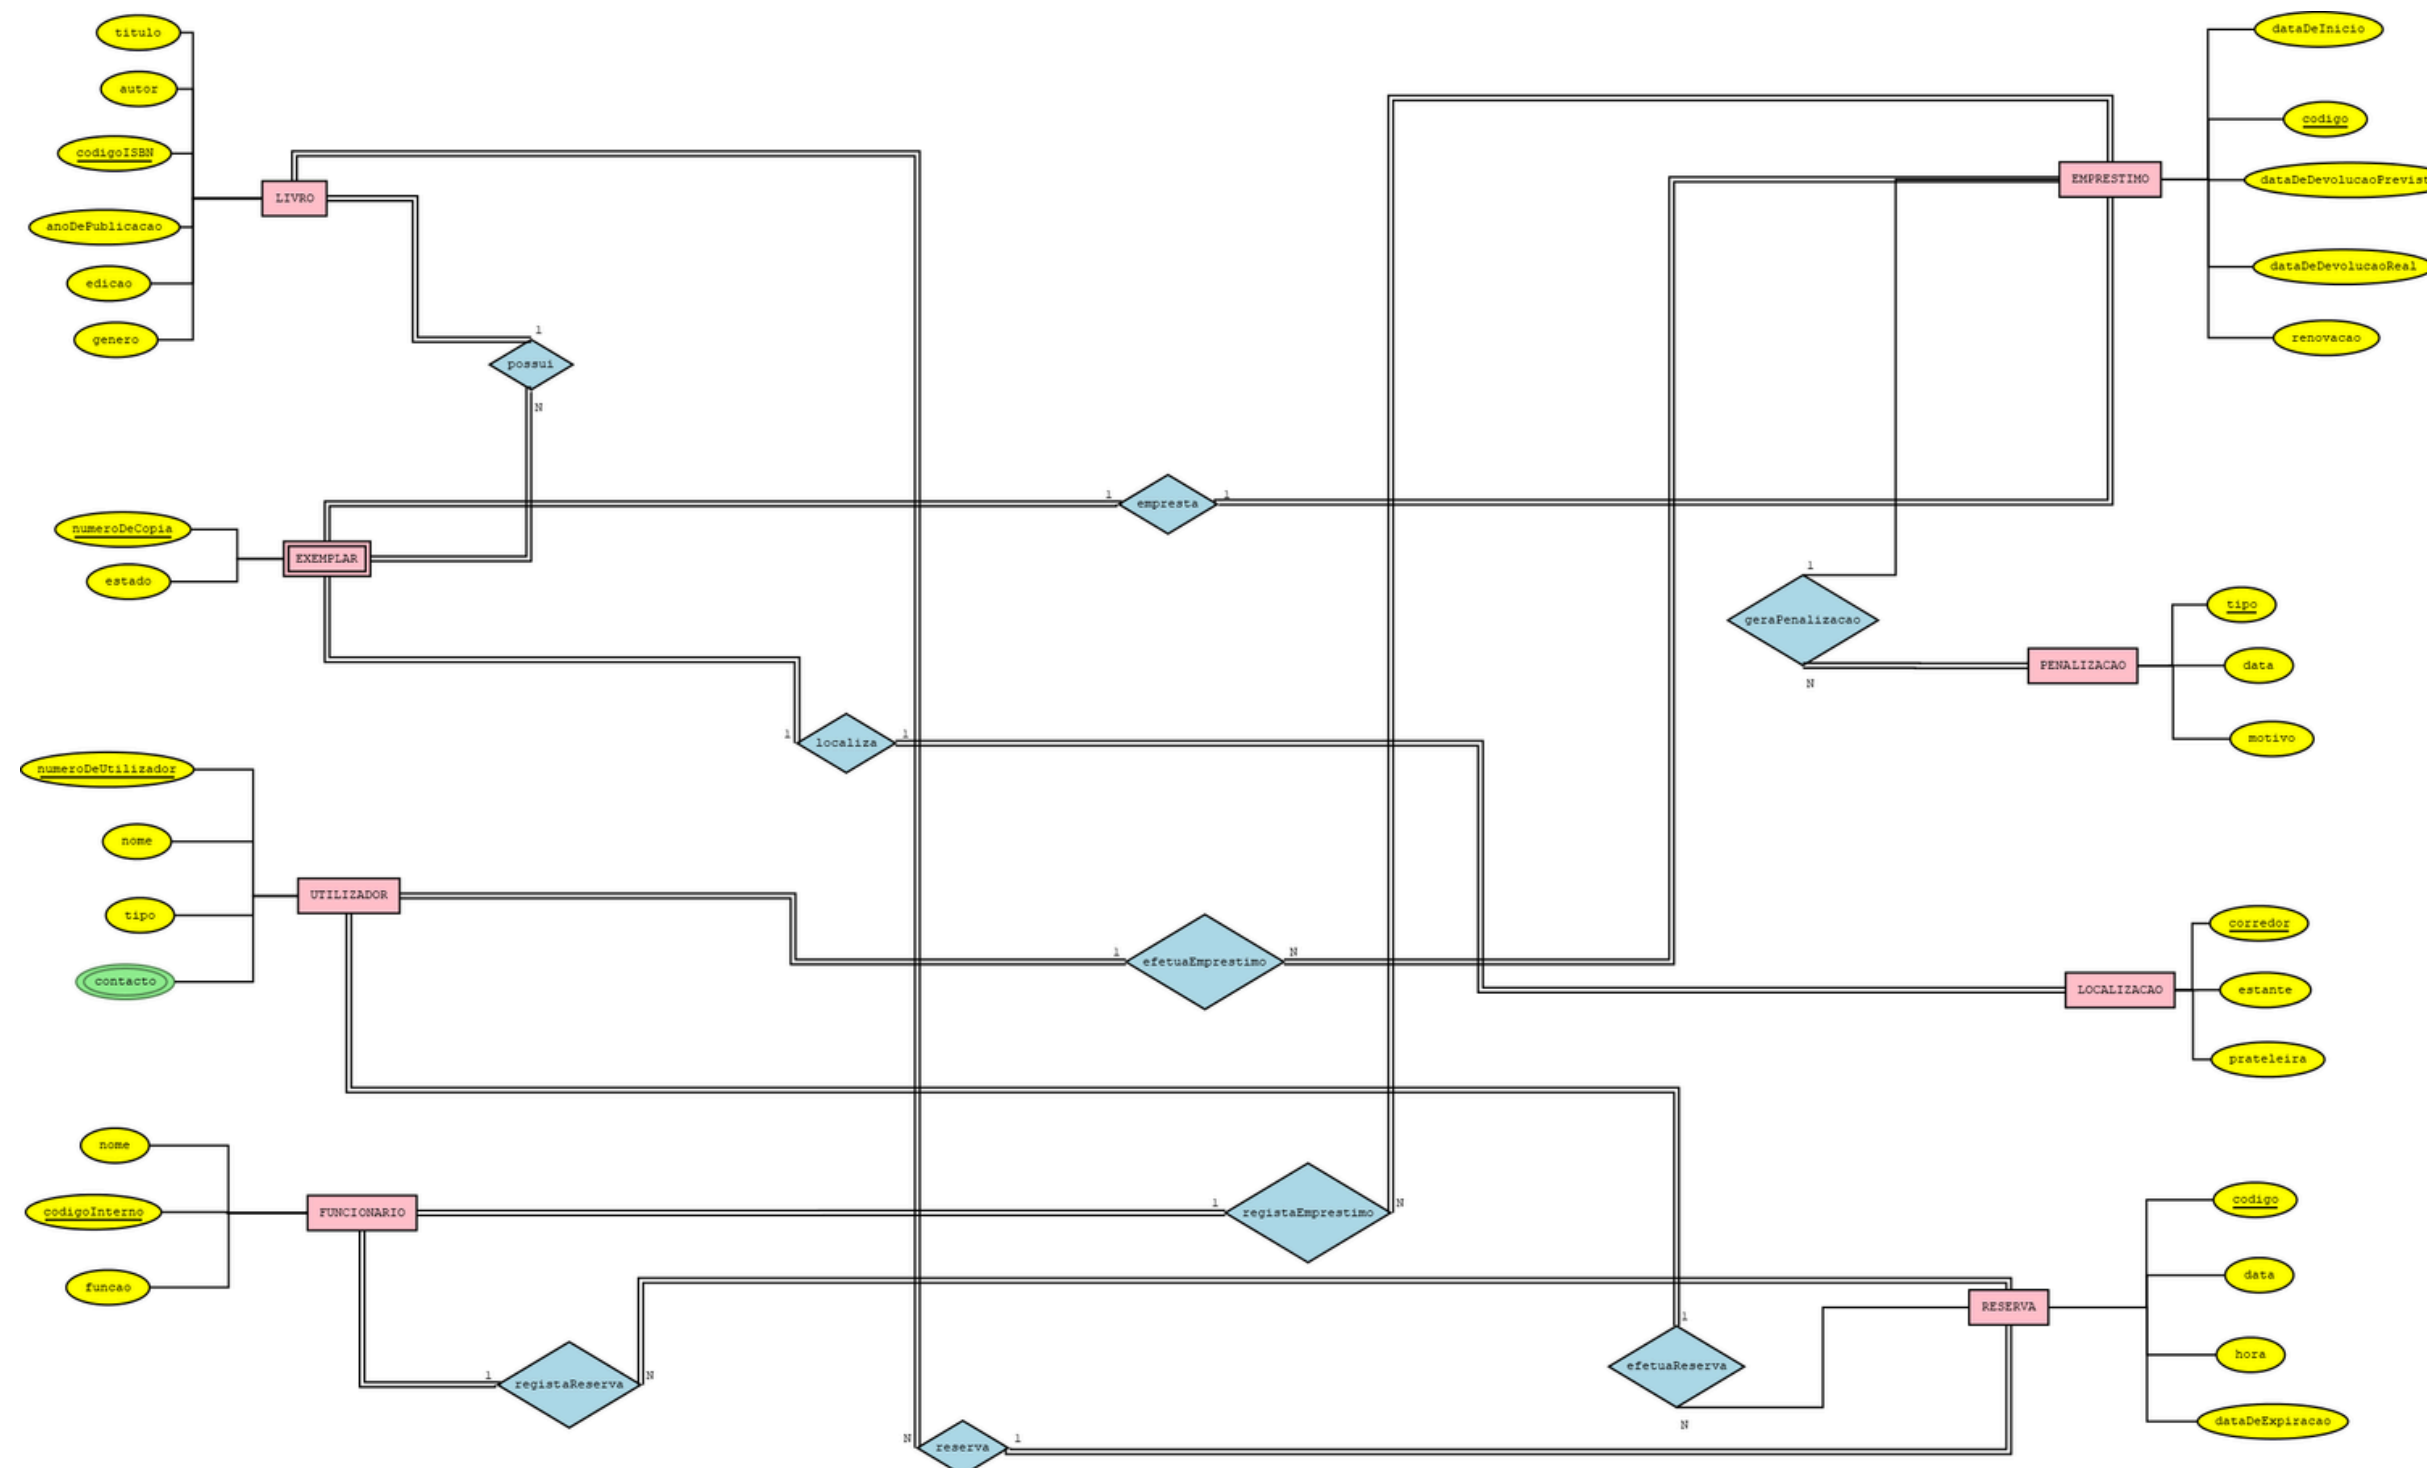 titulo
autor
codigoISBN
anoDePublicacao
edicao
genero
LIVRO
1
possui
N
numeroDeCopia
estado
EXEMPLAR
1
empresta
1
1
localiza
1
numeroDeUtilizador
nome
tipo
contacto
UTILIZADOR
1
efetuaEmprestimo
N
nome
codigoInterno
funcao
FUNCIONARIO
1
registaEmprestimo
N
1
registaReserva
N
N
reserva
1
1
efetuaReserva
N
dataDeInicio
codigo
dataDeDevolucaoPrevist
dataDeDevolucaoReal
renovacao
EMPRESTIMO
1
geraPenalizacao
N
PENALIZACAO
tipo
data
motivo
LOCALIZACAO
corredor
estante
prateleira
RESERVA
codigo
data
hora
dataDeExpiracao